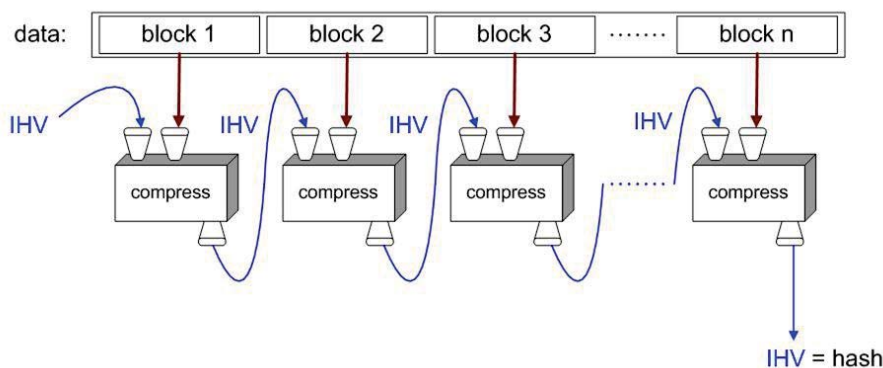 data: block 1 block 2 block 3 ....... block n
IHV IHV IHV IHV
compress compress compress ....... compress
IHV = hash